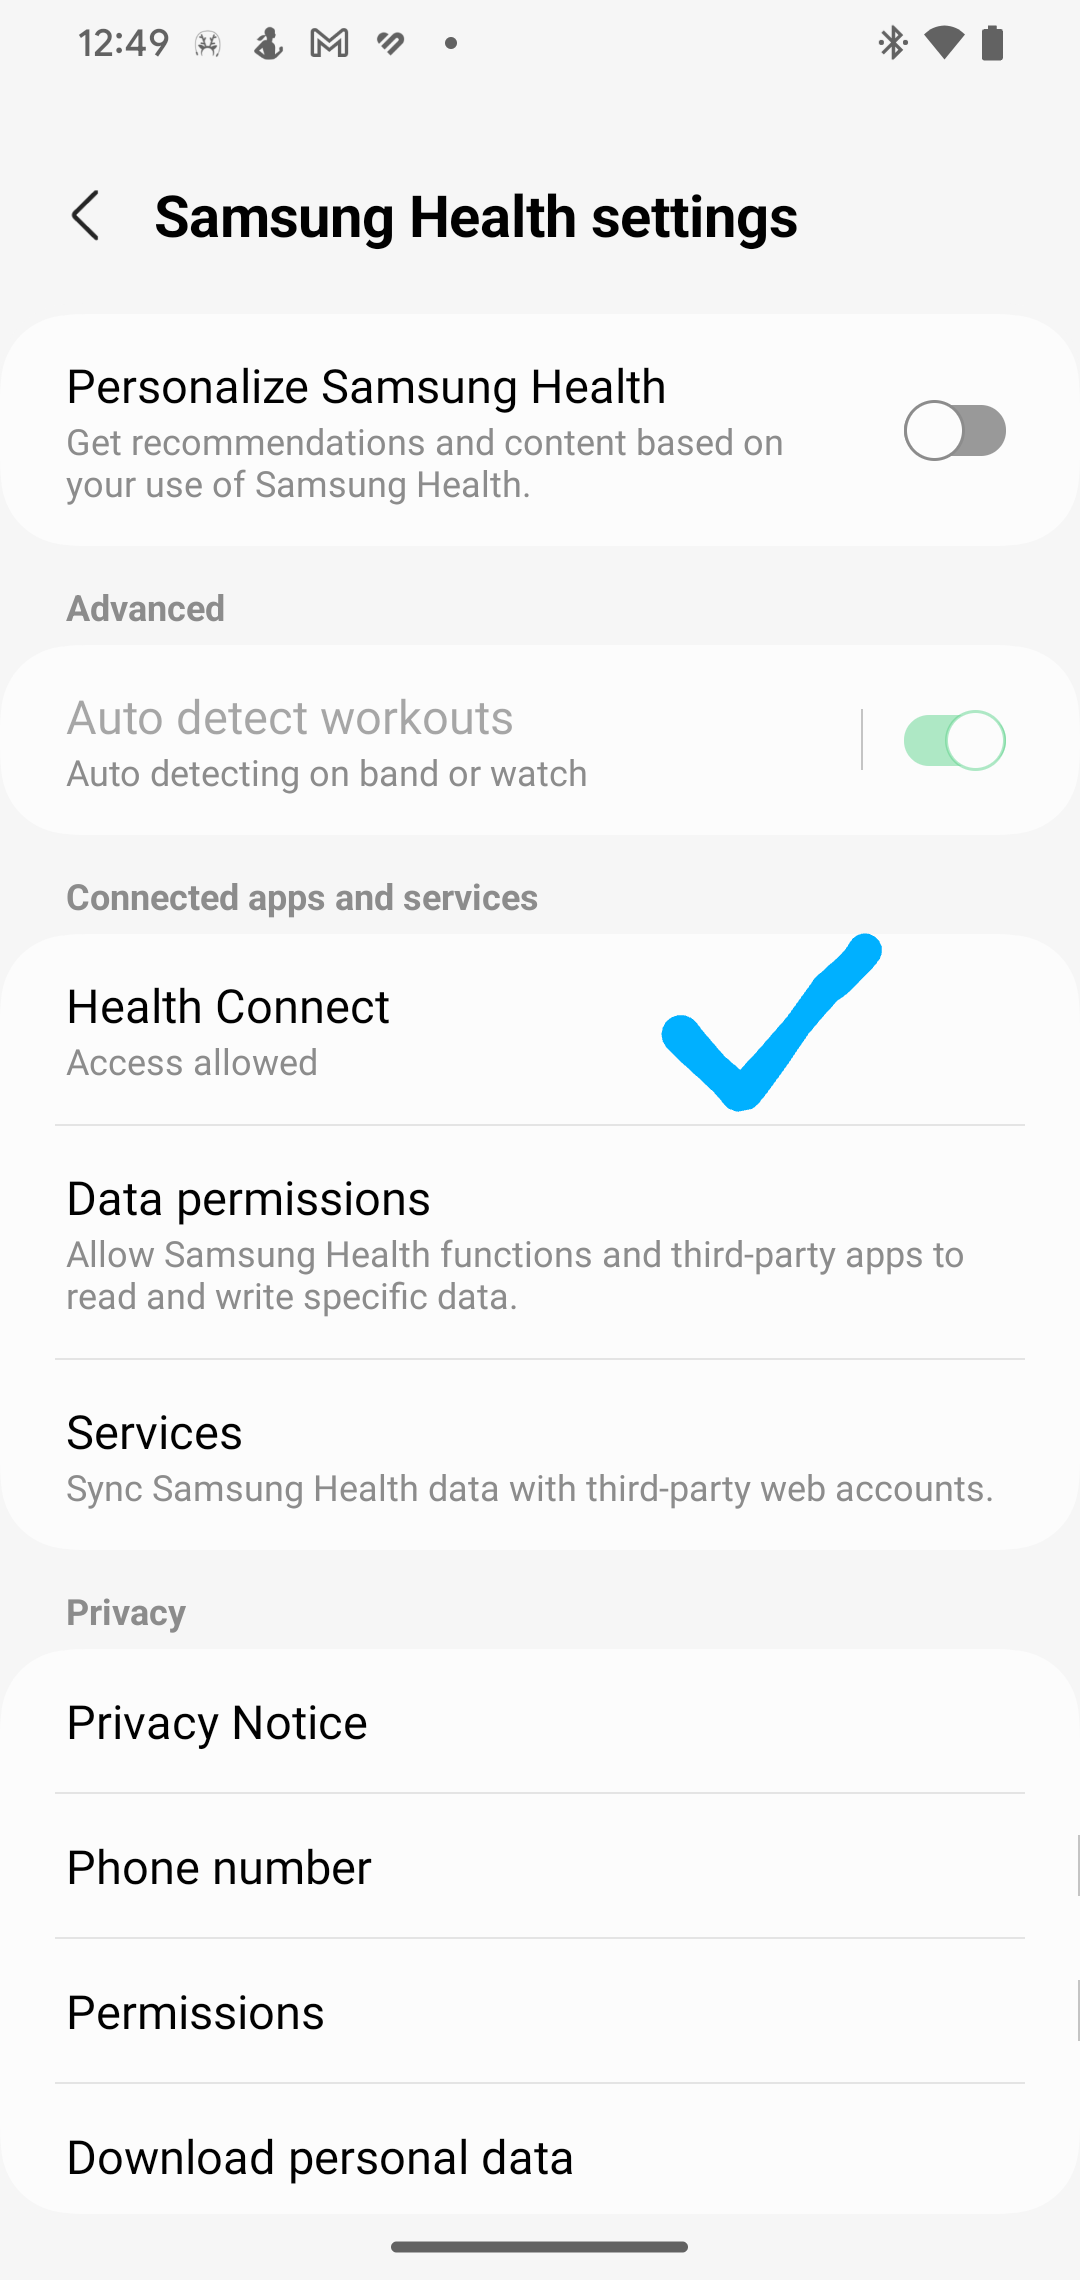 12:49
Samsung Health settings
Personalize Samsung Health
Get recommendations and content based on
your use of Samsung Health.
Advanced
Auto detect workouts
Auto detecting on band or watch
Connected apps and services
Health Connect
Access allowed
Data permissions
Allow Samsung Health functions and third-party apps to
read and write specific data.
Services
Sync Samsung Health data with third-party web accounts.
Privacy
Privacy Notice
Phone number
Permissions
Download personal data